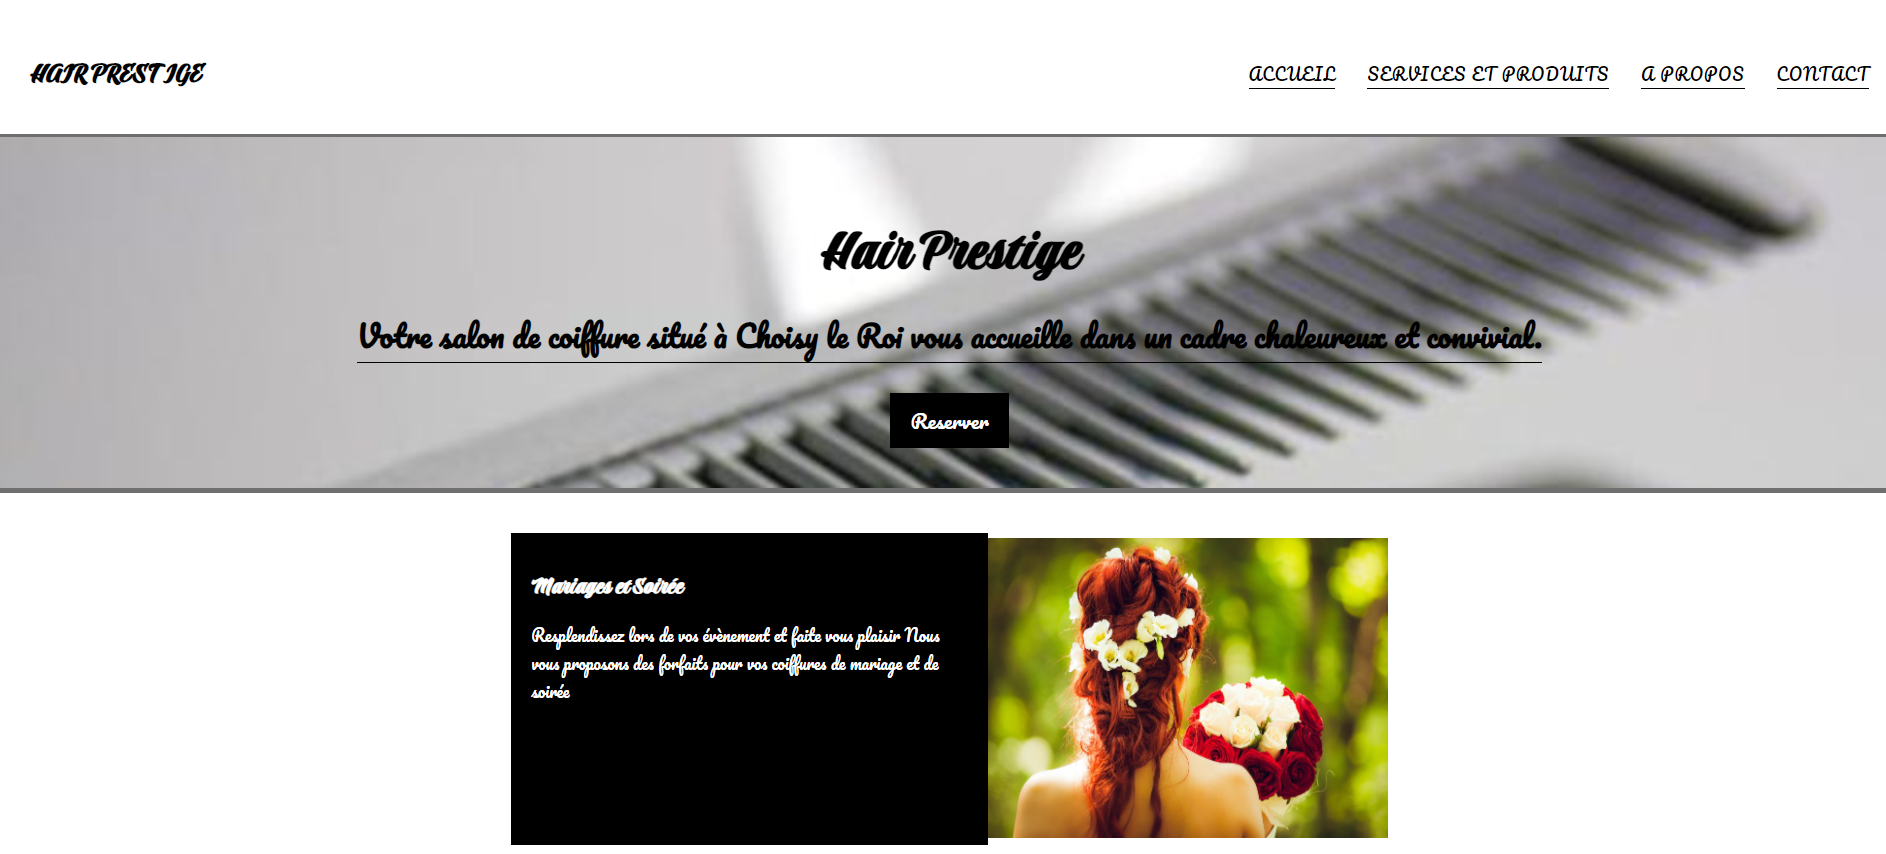 HAIR PRESTIGE
ACCUEIL SERVICES ET PRODUITS A PROPOS CONTACT
Hair Prestige
Votre salon de coiffure situé à Choisy le Roi vous accueille dans un cadre chaleureux et convivial.
Reserver
Mariages et Soirée
Resplendissez lors de vos évènement et faite vous plaisir Nous
vous proposons des forfaits pour vos coiffures de mariage et de
soirée